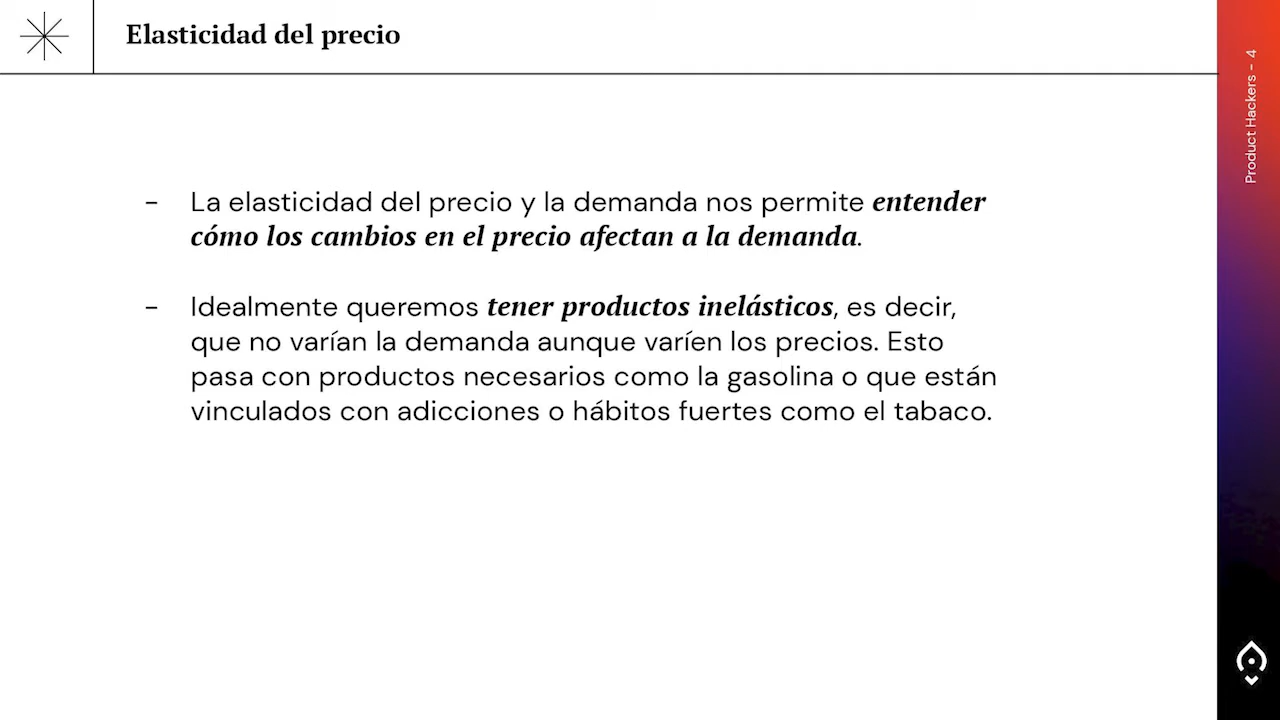 Elasticidad del precio
- La elasticidad del precio y la demanda nos permite entender
cómo los cambios en el precio afectan a la demanda.
- Idealmente queremos tener productos inelásticos, es decir,
que no varían la demanda aunque varíen los precios. Esto
pasa con productos necesarios como la gasolina o que están
vinculados con adicciones o hábitos fuertes como el tabaco.
Product Hackers - 4